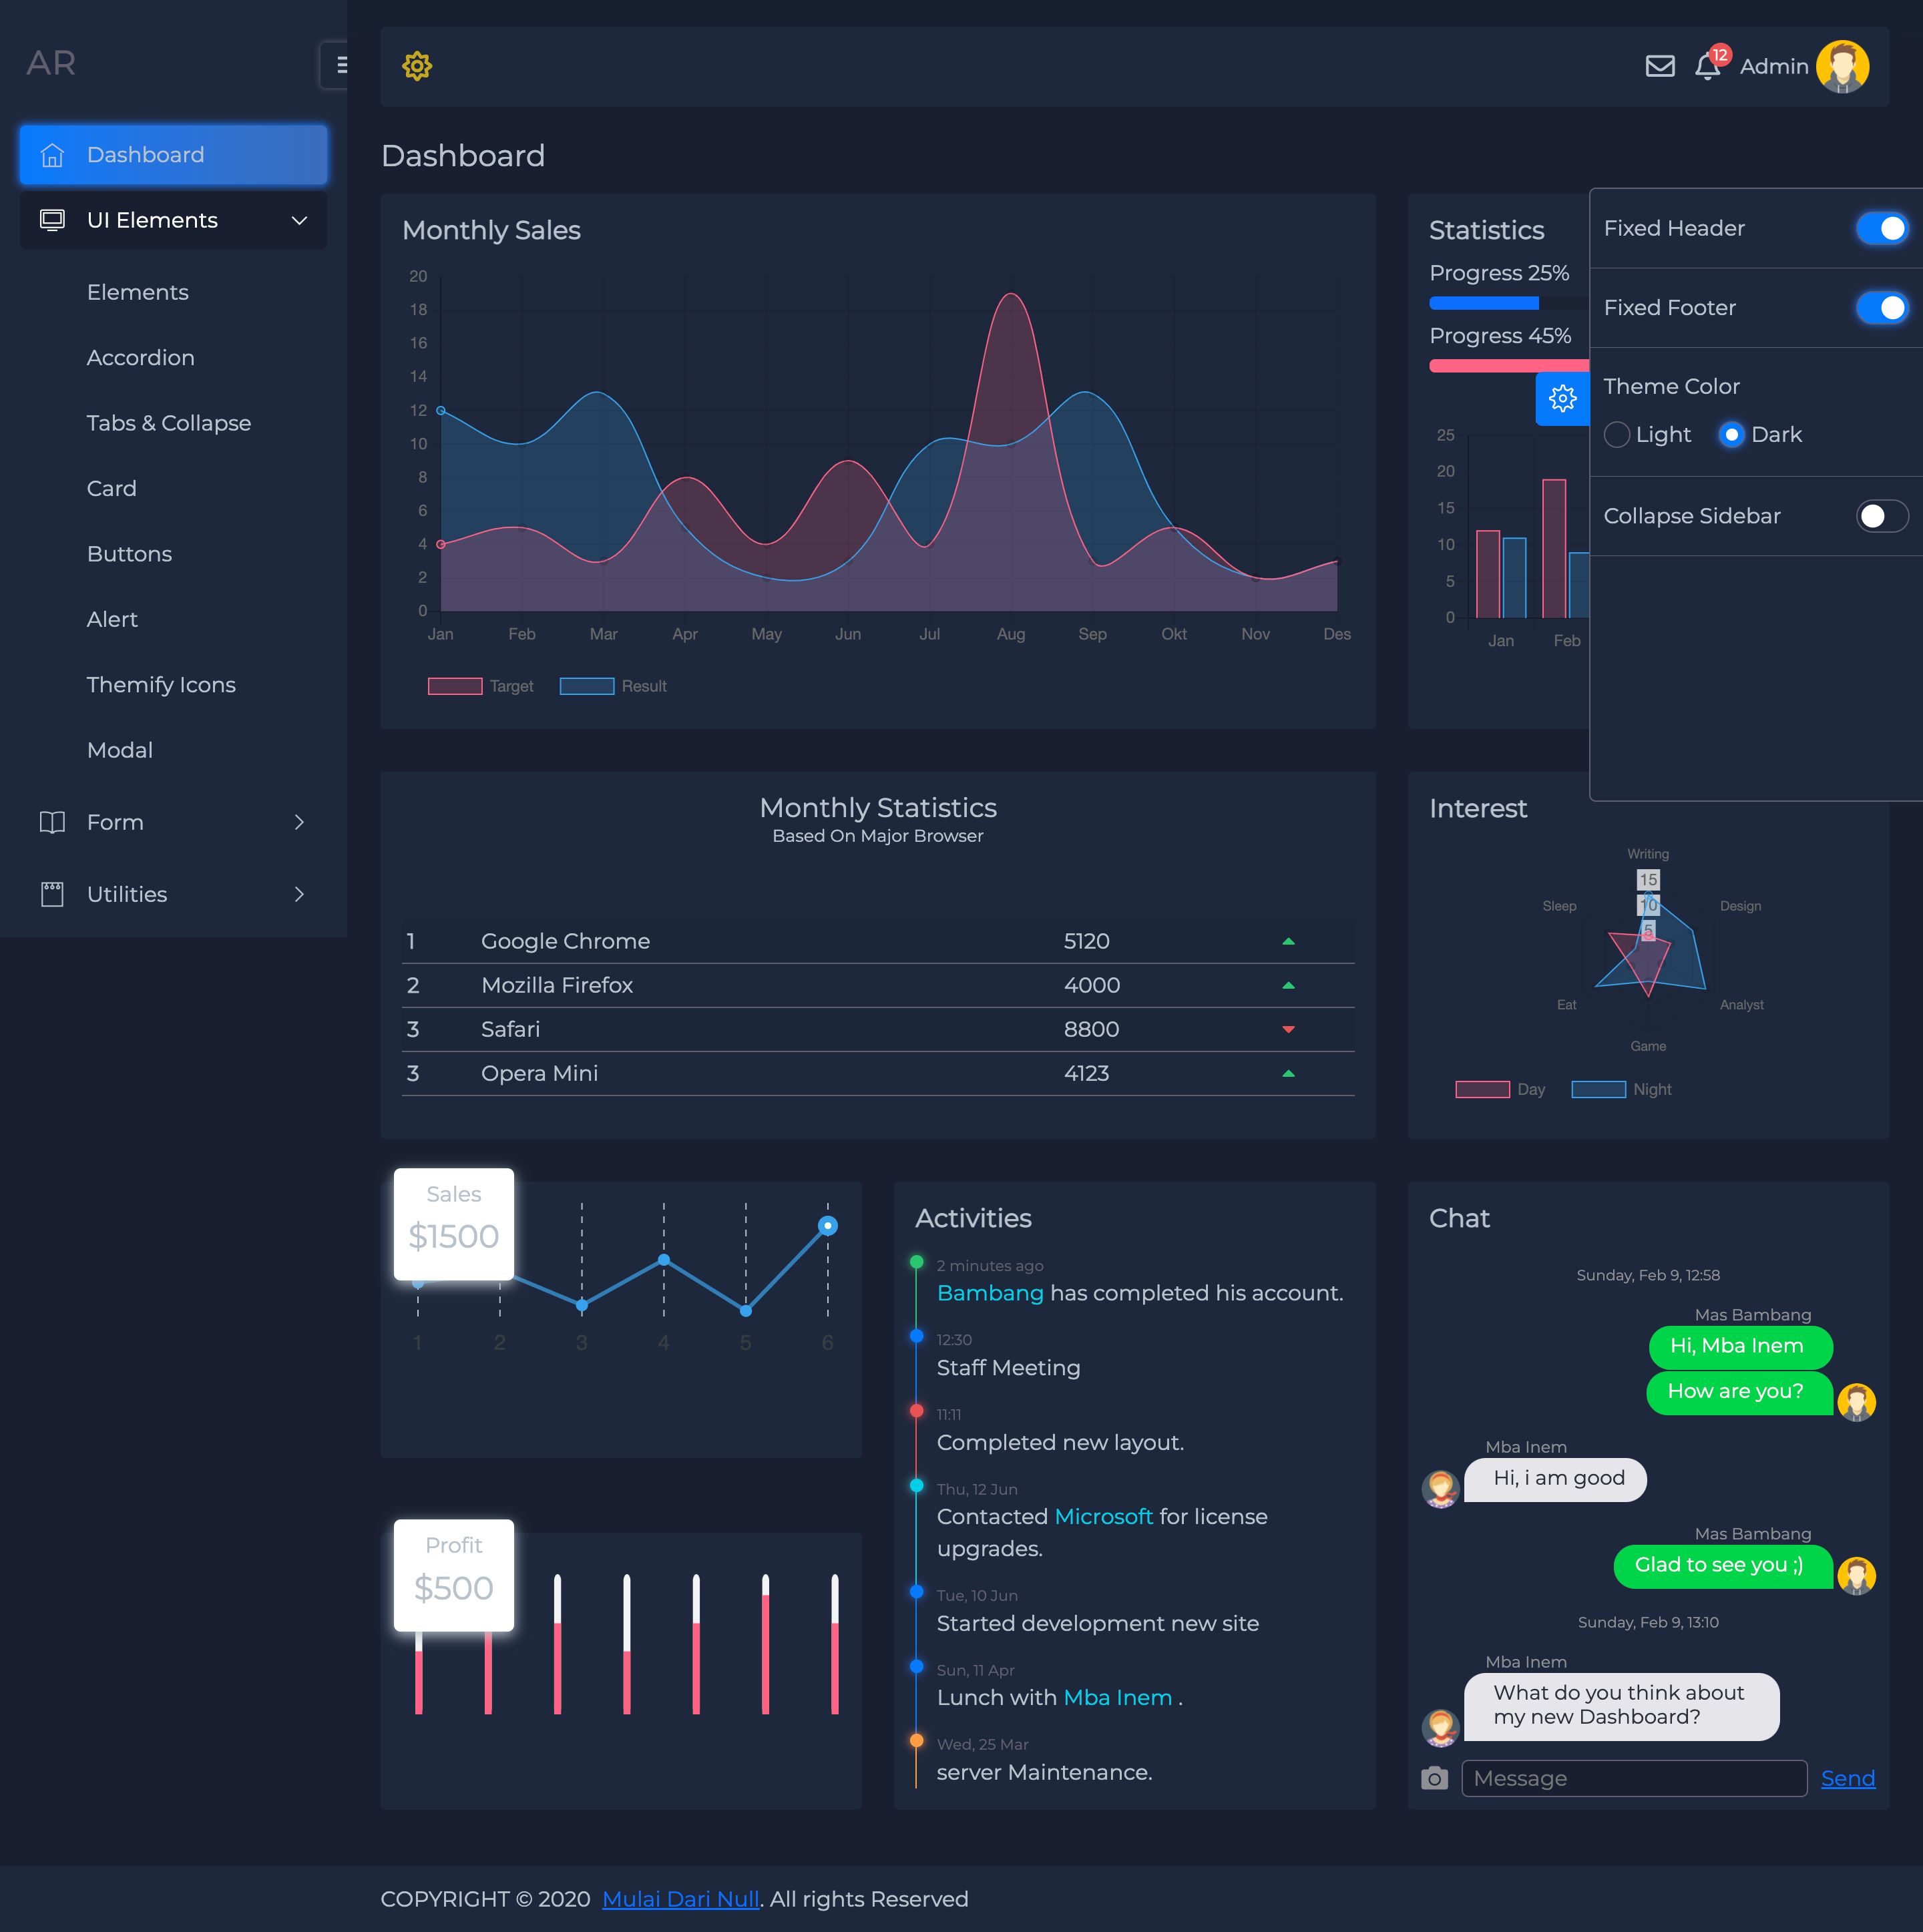 AR
12
Admin
Dashboard
UI Elements
Elements
Accordion
Tabs & Collapse
Card
Buttons
Alert
Themify Icons
Modal
Form
Utilities
Dashboard
Monthly Sales
20
18
16
14
12
10
8
6
4
2
0
Jan Feb Mar Apr May Jun Jul Aug Sep Okt Nov Des
Target Result
Statistics
Progress 25%
Progress 45%
25
20
15
10
5
0
Jan Feb
Fixed Header
Fixed Footer
Theme Color
Light Dark
Collapse Sidebar
Monthly Statistics
Based On Major Browser
1 Google Chrome 5120
2 Mozilla Firefox 4000
3 Safari 8800
3 Opera Mini 4123
Interest
Writing
15
Sleep 10 Design
5
Eat Analyst
Game
Day Night
Sales
$1500
1 2 3 4 5 6
Profit
$500
Activities
2 minutes ago
Bambang has completed his account.
12:30
Staff Meeting
11:11
Completed new layout.
Thu, 12 Jun
Contacted Microsoft for license
upgrades.
Tue, 10 Jun
Started development new site
Sun, 11 Apr
Lunch with Mba Inem .
Wed, 25 Mar
server Maintenance.
Chat
Sunday, Feb 9, 12:58
Mas Bambang
Hi, Mba Inem
How are you?
Mba Inem
Hi, i am good
Mas Bambang
Glad to see you ;)
Sunday, Feb 9, 13:10
Mba Inem
What do you think about
my new Dashboard?
Message Send
COPYRIGHT © 2020 Mulai Dari Null. All rights Reserved